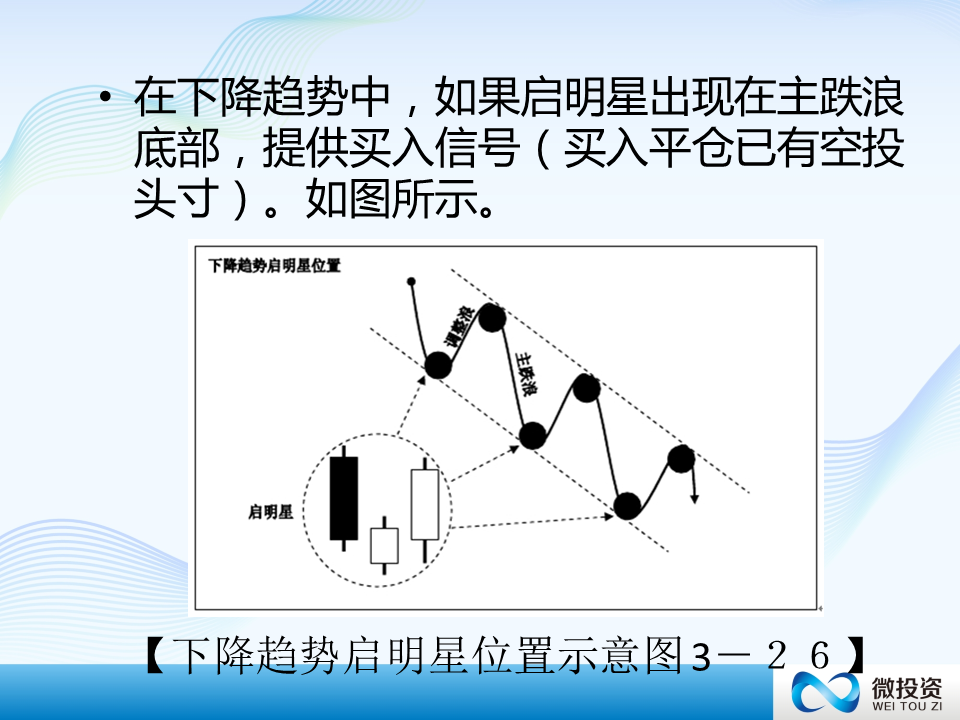 • 在下降趋势中，如果启明星出现在主跌浪
底部，提供买入信号（买入平仓已有空投
头寸）。如图所示。
下降趋势启明星位置
调整浪
主跌浪
启明星
【下降趋势启明星位置示意图3－２６】
微投资
WEI TOU ZI